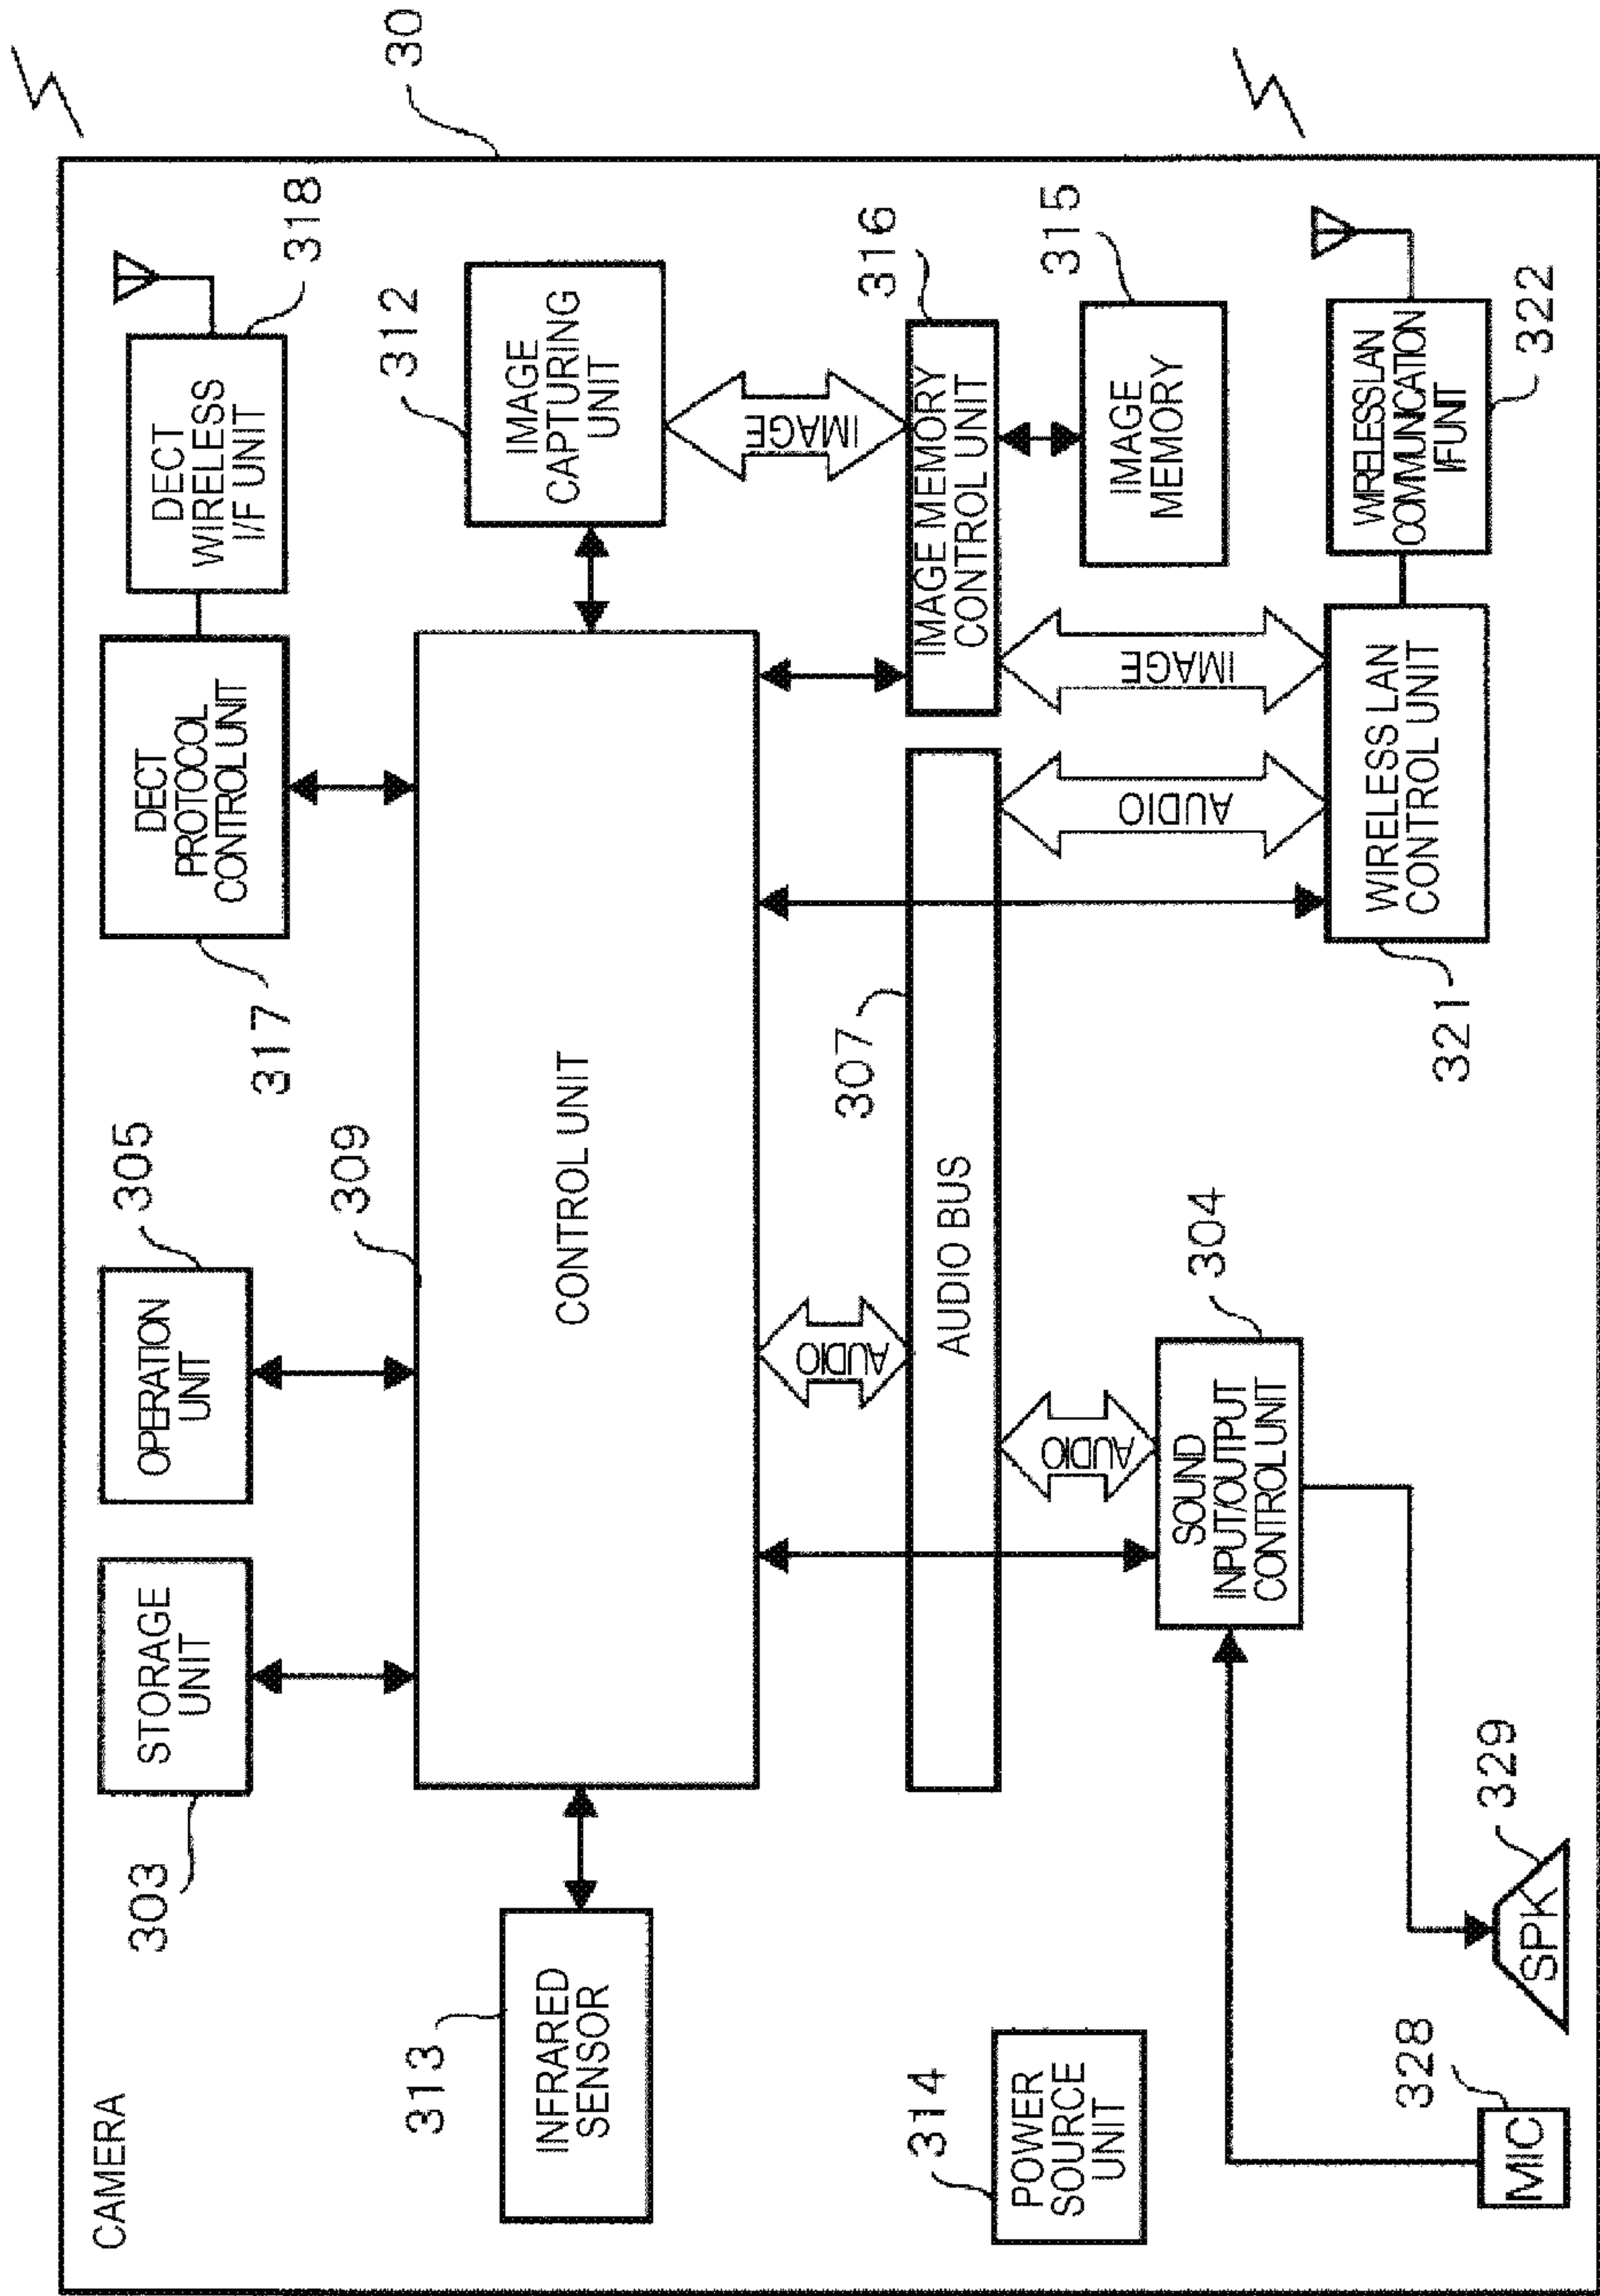 CAMERA
30
303
STORAGE
UNIT
OPERATION
UNIT
305
317
DECT
PROTOCOL
CONTROL UNIT
DECT
WIRELESS
I/F UNIT
318
313
INFRARED
SENSOR
309
CONTROL UNIT
312
IMAGE
CAPTURING
UNIT
AUDIO
IMAGE
307
AUDIO BUS
316
IMAGE MEMORY
CONTROL UNIT
314
POWER
SOURCE
UNIT
AUDIO
AUDIO
IMAGE
315
IMAGE
MEMORY
304
SOUND
INPUT/OUTPUT
CONTROL UNIT
321
WIRELESS LAN
CONTROL UNIT
WIRELESS LAN
COMMUNICATION
I/F UNIT
322
328
MIC
329
SPK